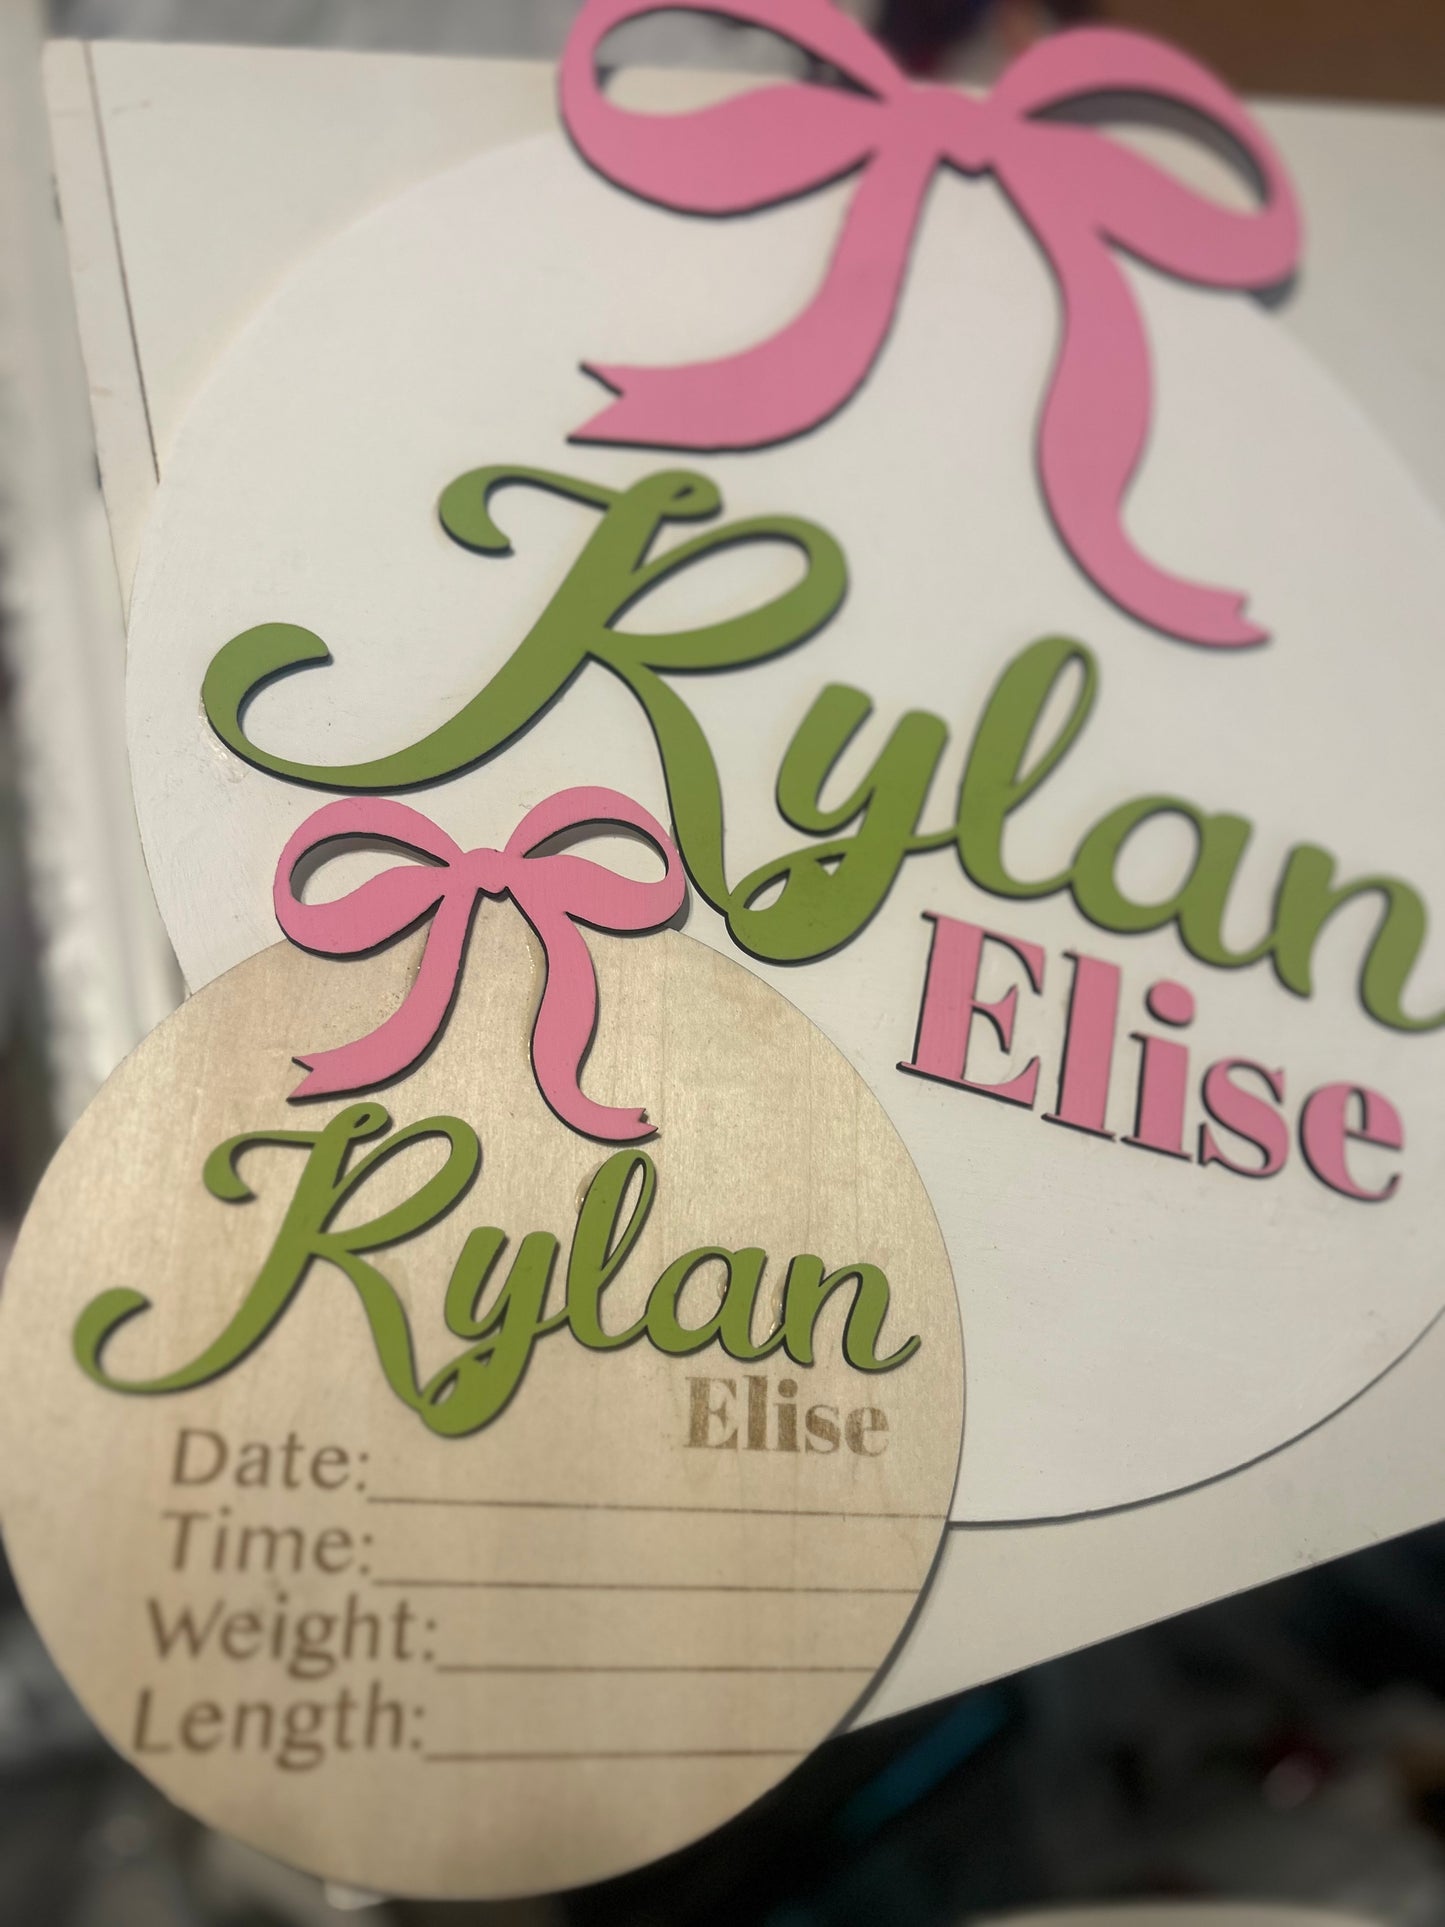 Rylan
Elise
Rylan
Elise
Date:
Time:
Weight:
Length: